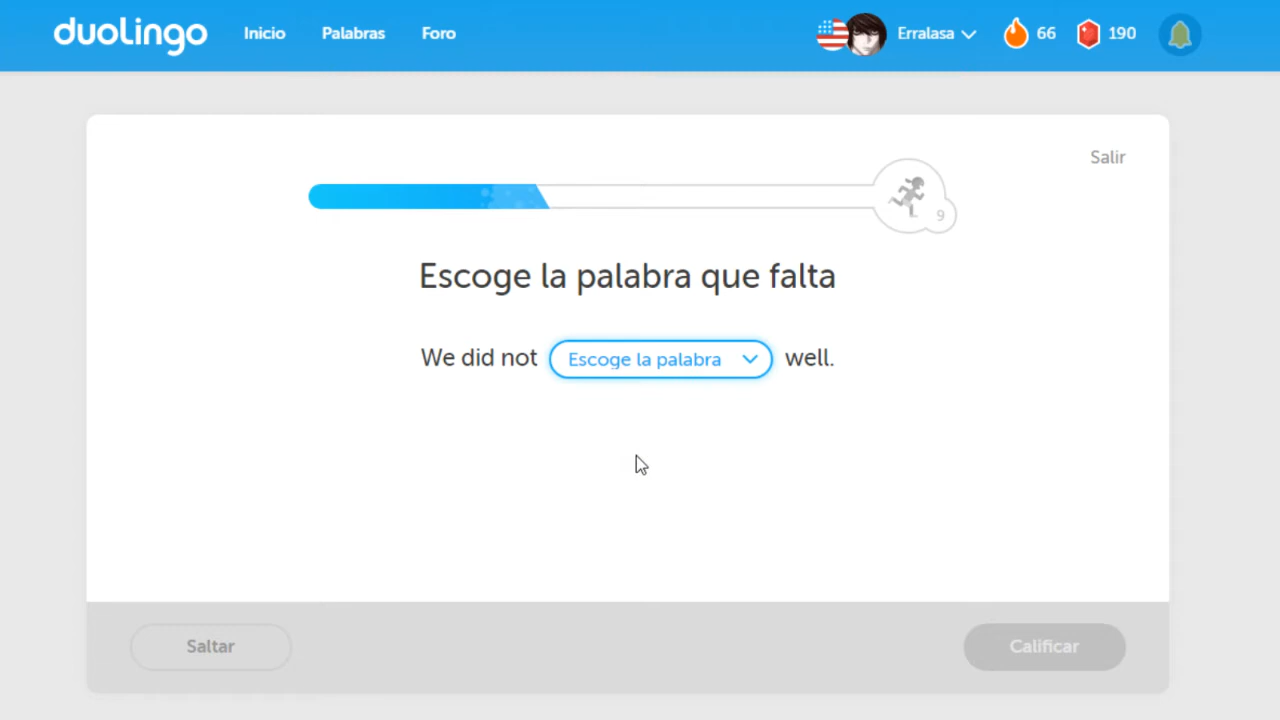 duolingo Inicio Palabras Foro Erralasa 66 190
Salir
9
Escoge la palabra que falta
We did not Escoge la palabra well.
Saltar Calificar